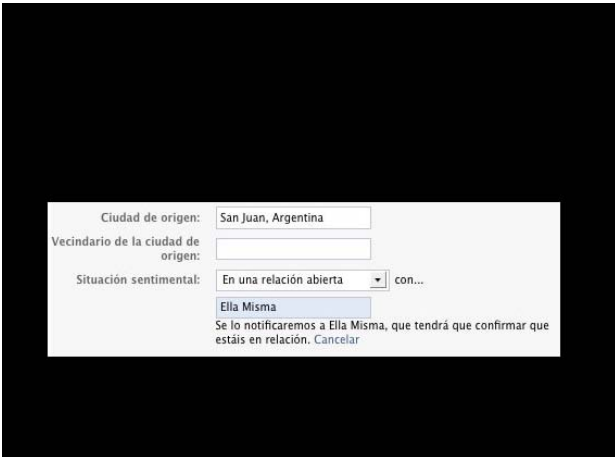 Ciudad de origen: San Juan, Argentina
Vecindario de la ciudad de
origen:
Situación sentimental: En una relación abierta con...
Ella Misma
Se lo notificaremos a Ella Misma, que tendrá que confirmar que
estáis en relación. Cancelar